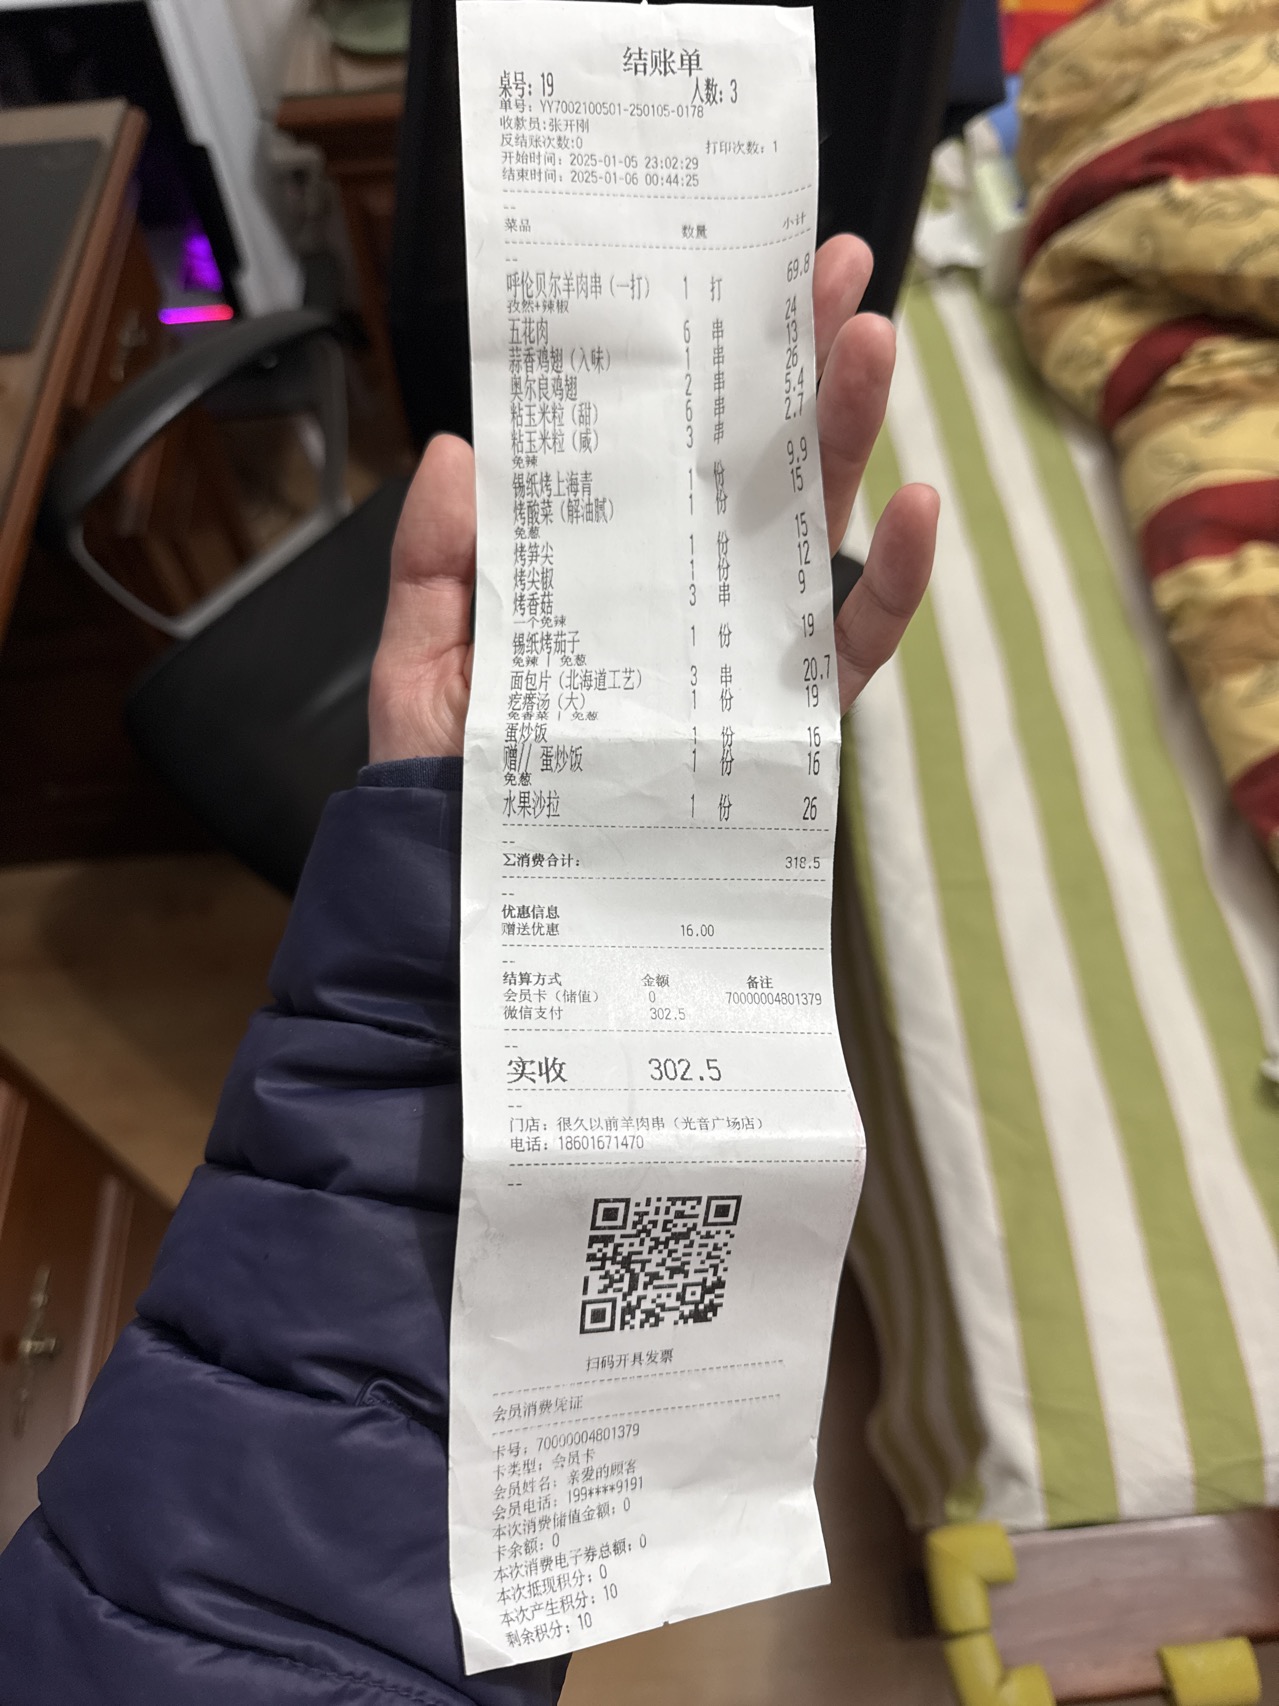 结账单
桌号: 19 人数: 3
单号: YY7002100501-250105-0178
收款员:张开刚
反结账次数:0 打印次数: 1
开始时间: 2025-01-05 23:02:29
结束时间: 2025-01-06 00:44:25
--
菜品 数量 小计
--
呼伦贝尔羊肉串（一打） 1 打 69.8
孜然+辣椒
五花肉 6 串 24
蒜香鸡翅（入味） 1 串 13
奥尔良鸡翅 2 串 26
粘玉米粒（甜） 6 串 5.4
粘玉米粒（咸） 3 串 2.7
免辣
锡纸烤上海青 1 份 9.9
烤酸菜（解油腻） 1 份 15
免葱
烤笋尖 1 份 15
烤尖椒 1 份 12
烤香菇 3 串 9
一个免辣
锡纸烤茄子 1 份 19
免辣 | 免葱
面包片（北海道工艺） 3 串 20.7
疙瘩汤（大） 1 份 19
免香菜 | 免葱
蛋炒饭 1 份 16
赠// 蛋炒饭 1 份 16
免葱
水果沙拉 1 份 26
--
Σ消费合计: 318.5
--
优惠信息
赠送优惠 16.00
--
结算方式 金额 备注
会员卡（储值） 0 70000004801379
微信支付 302.5
--
实收 302.5
--
门店: 很久以前羊肉串（光音广场店）
电话: 18601671470
--
扫码开具发票
会员消费凭证
卡号: 70000004801379
卡类型: 会员卡
会员姓名: 亲爱的顾客
会员电话: 199****9191
本次消费储值金额: 0
卡余额: 0
本次消费电子券总额: 0
本次抵现积分: 0
本次产生积分: 10
剩余积分: 10